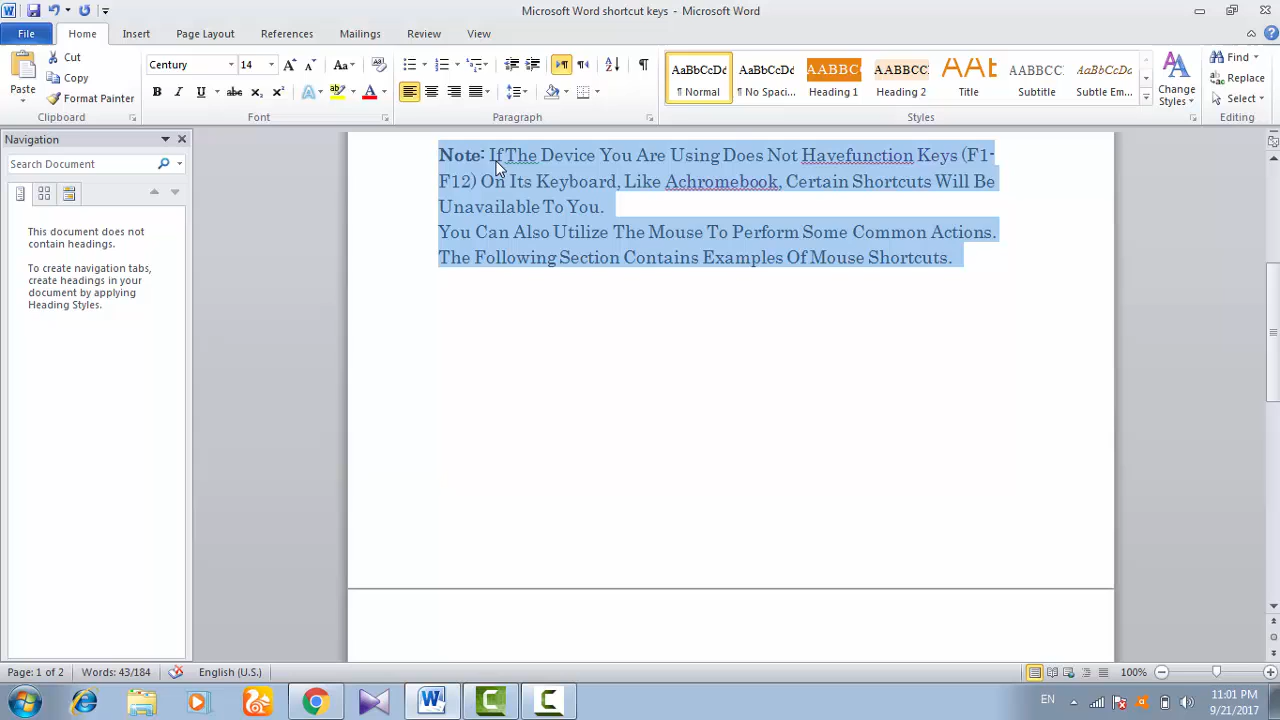 Microsoft Word shortcut keys - Microsoft Word
File Home Insert Page Layout References Mailings Review View
Paste
Cut
Copy
Format Painter
Clipboard
Century 14
Font
Paragraph
AaBbCcDc AaBbCcDc AABBC AABBCC AAB AABBCC AaBbCcDc
¶ Normal ¶ No Spaci... Heading 1 Heading 2 Title Subtitle Subtle Em...
Styles
Change Styles
Find
Replace
Select
Editing
Navigation
Search Document
This document does not
contain headings.
To create navigation tabs,
create headings in your
document by applying
Heading Styles.
Note: If The Device You Are Using Does Not Havefunction Keys (F1-
F12) On Its Keyboard, Like Achromebook, Certain Shortcuts Will Be
Unavailable To You.
You Can Also Utilize The Mouse To Perform Some Common Actions.
The Following Section Contains Examples Of Mouse Shortcuts.
Page: 1 of 2 Words: 43/184 English (U.S.) 100%
EN 11:01 PM
9/21/2017